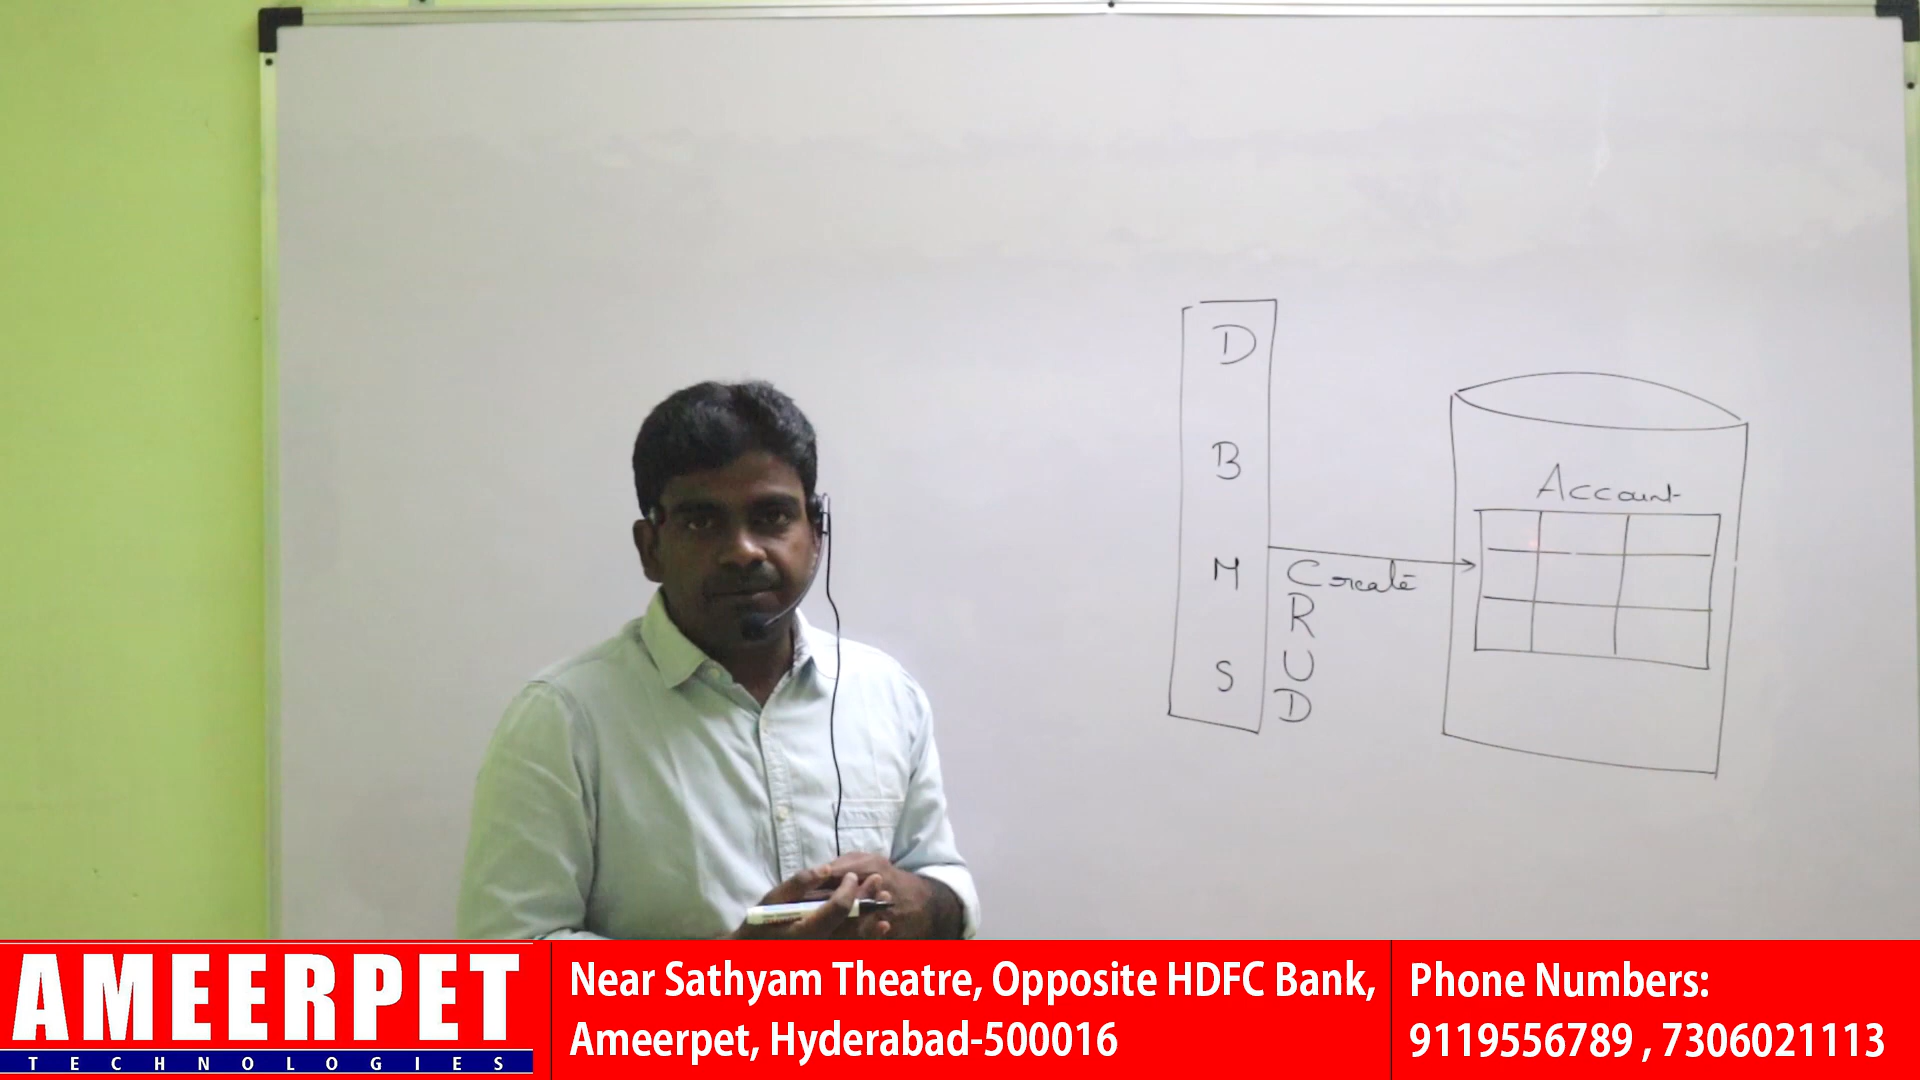 D
B
M
S
Create
R
U
D
Account
AMEERPET
TECHNOLOGIES
Near Sathyam Theatre, Opposite HDFC Bank,
Ameerpet, Hyderabad-500016
Phone Numbers:
9119556789 , 7306021113